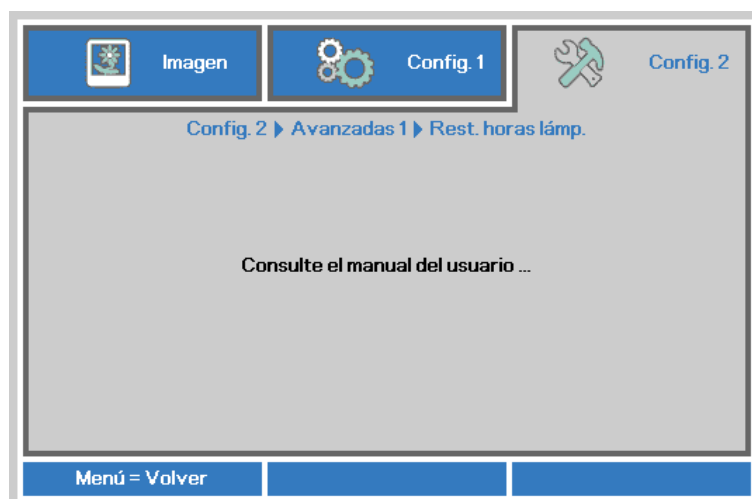 Imagen
Config. 1
Config. 2
Config. 2 ▶ Avanzadas 1 ▶ Rest. horas lámp.
Consulte el manual del usuario ...
Menú = Volver